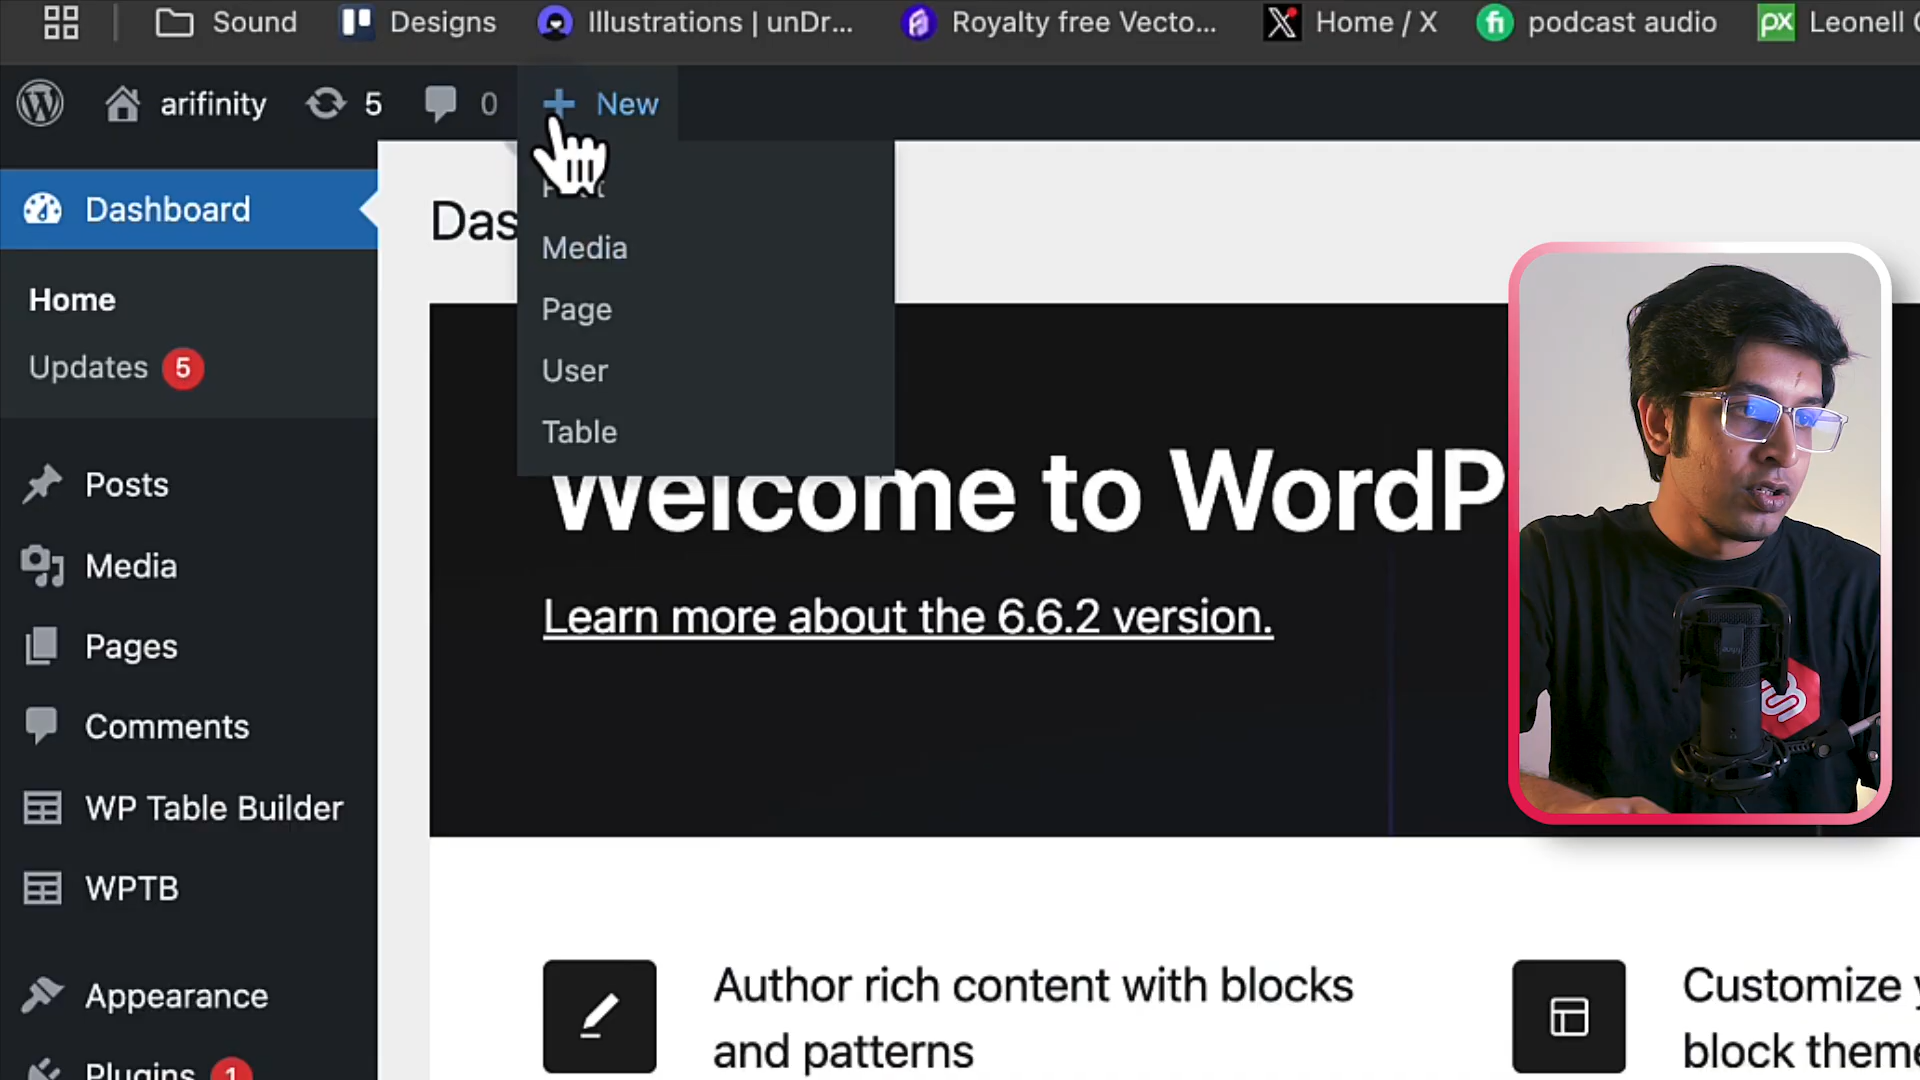 Sound
Designs
Illustrations | unDr...
Royalty free Vecto...
Home / X
podcast audio
Leonell
arifinity
5
0
New
Dashboard
Das
Media
Page
User
Table
Home
Updates 5
Welcome to WordP
Learn more about the 6.6.2 version.
Posts
Media
Pages
Comments
WP Table Builder
WPTB
Appearance
Plugins 1
Author rich content with blocks
and patterns
Customize y
block theme